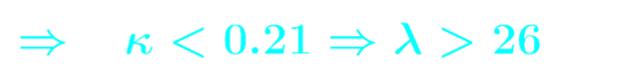 ⇒ κ < 0.21 ⇒ λ > 26